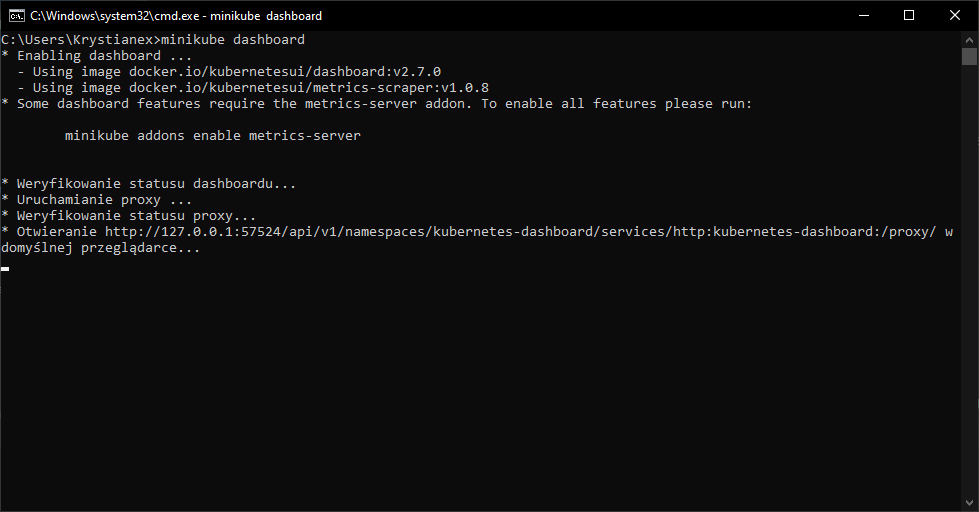 C:\Windows\system32\cmd.exe - minikube  dashboard
C:\Users\Krystianex>minikube dashboard
* Enabling dashboard ...
  - Using image docker.io/kubernetesui/dashboard:v2.7.0
  - Using image docker.io/kubernetesui/metrics-scraper:v1.0.8
* Some dashboard features require the metrics-server addon. To enable all features please run:
        minikube addons enable metrics-server
* Weryfikowanie statusu dashboardu...
* Uruchamianie proxy ...
* Weryfikowanie statusu proxy...
* Otwieranie http://127.0.0.1:57524/api/v1/namespaces/kubernetes-dashboard/services/http:kubernetes-dashboard:/proxy/ w
domyślnej przeglądarce...